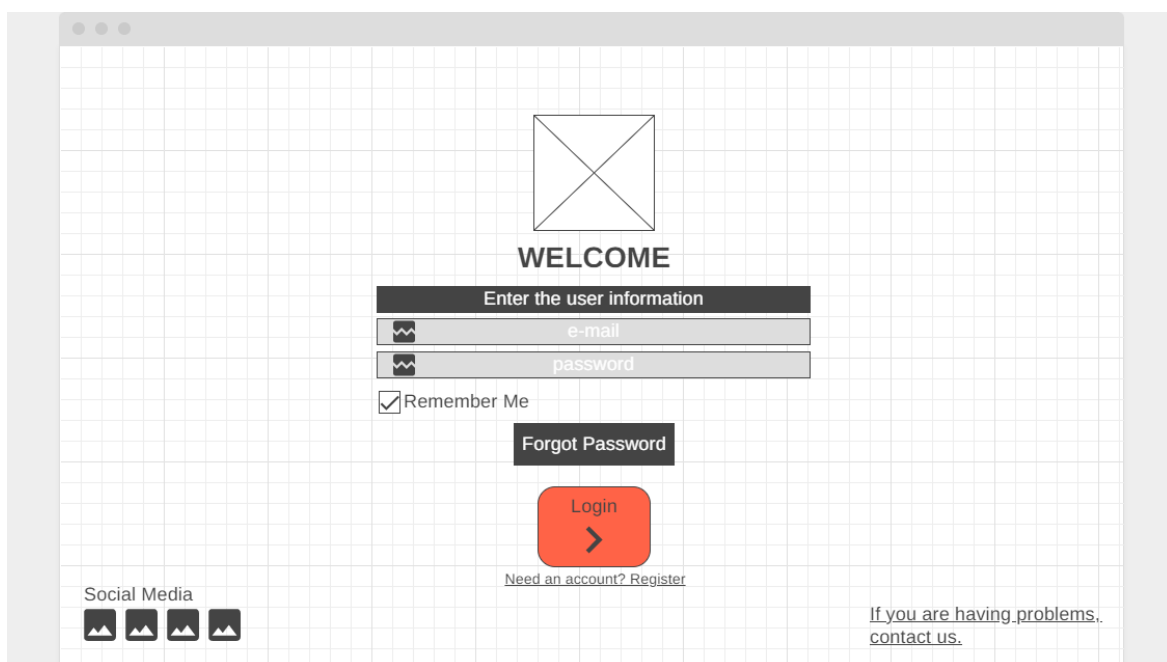 WELCOME
Enter the user information
e-mail
password
Remember Me
Forgot Password
Login
Need an account? Register
Social Media
If you are having problems,
contact us.